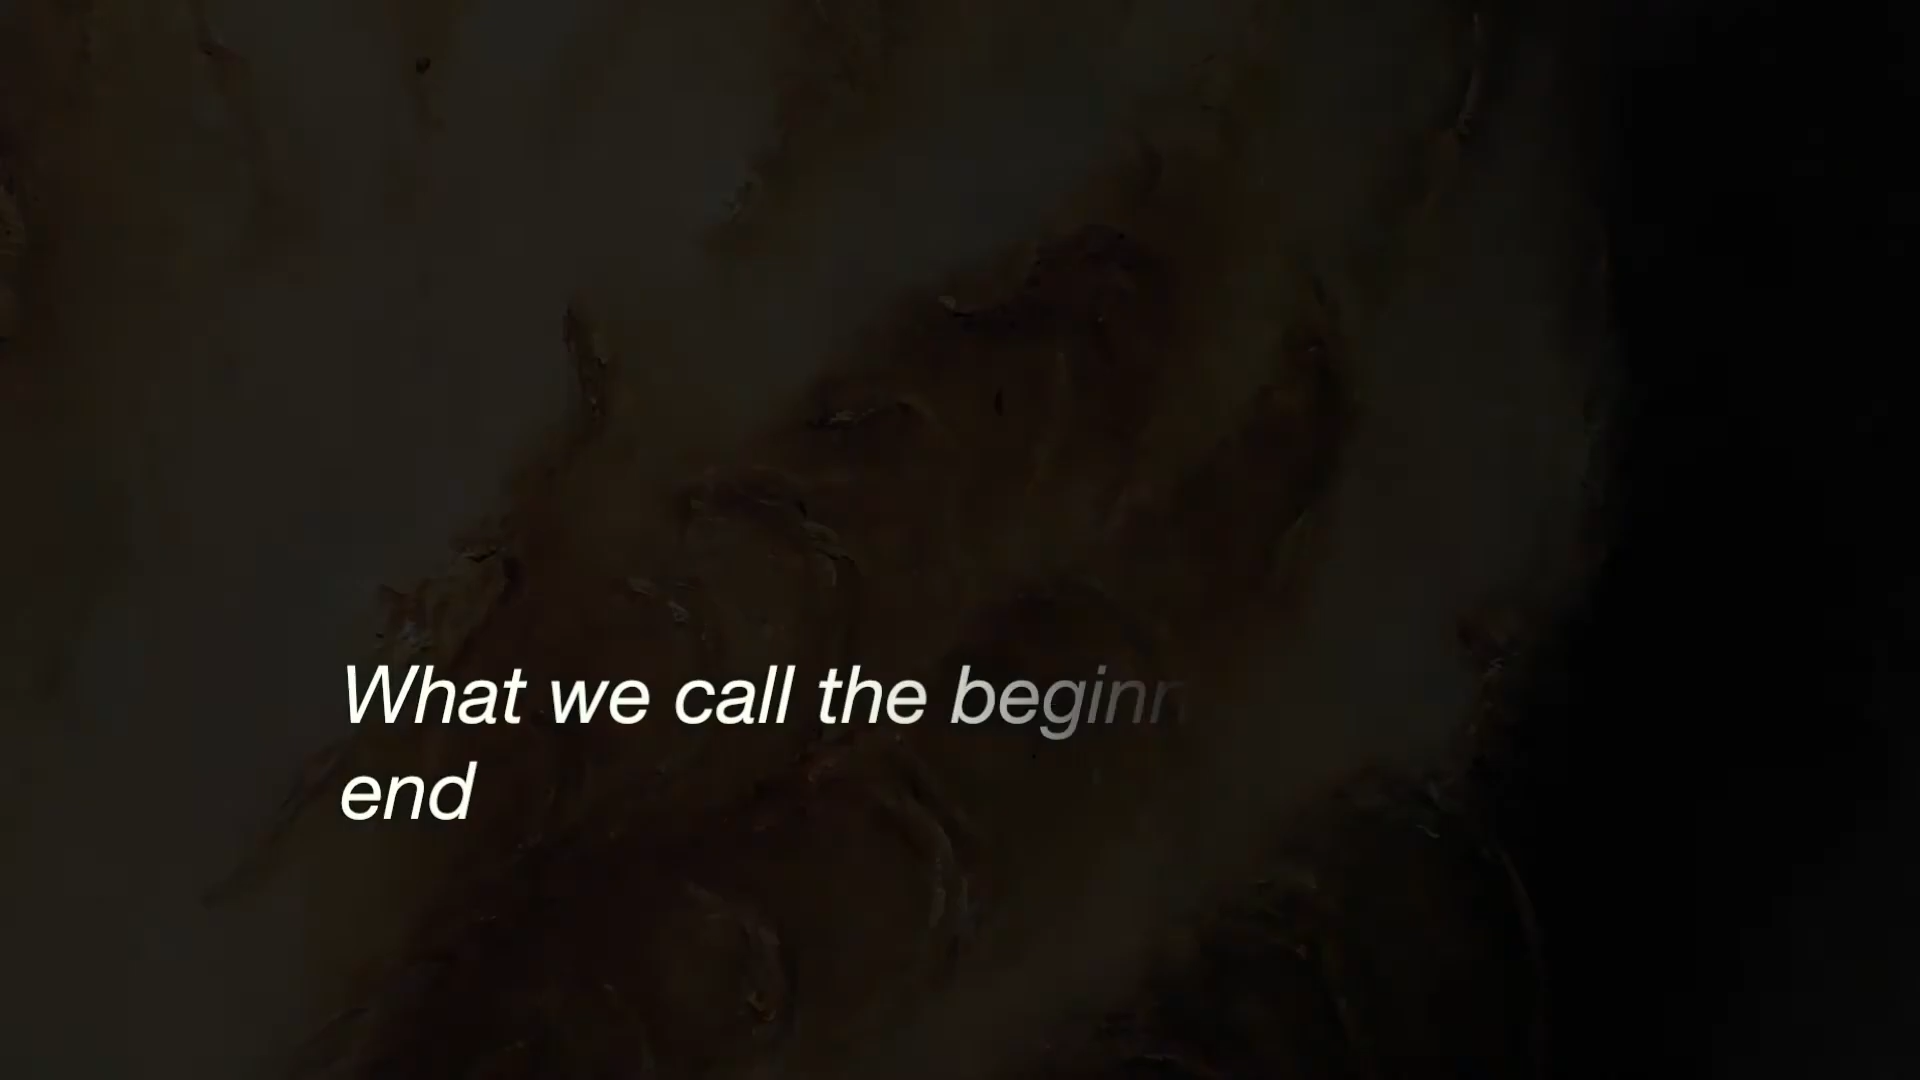 What we call the beginn
end